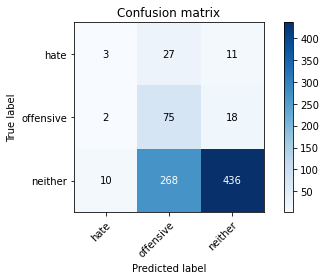 Confusion matrix
hate 3 27 11
offensive 2 75 18
neither 10 268 436
hate offensive neither
True label
Predicted label
400
350
300
250
200
150
100
50